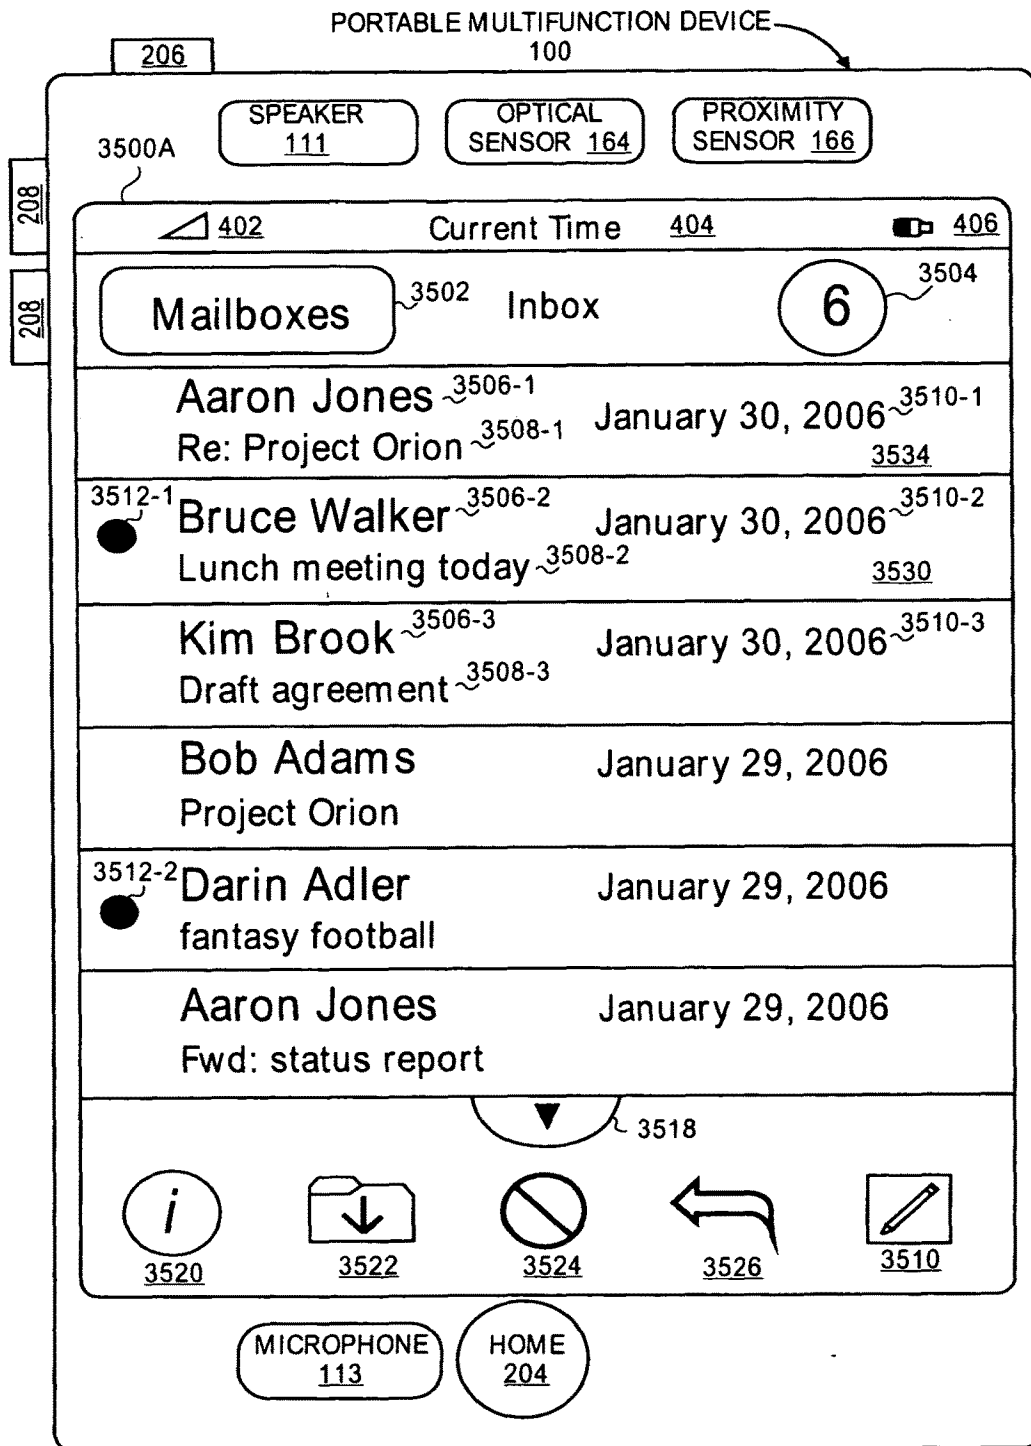 PORTABLE MULTIFUNCTION DEVICE
100
206
SPEAKER
111
OPTICAL
SENSOR 164
PROXIMITY
SENSOR 166
3500A
208
208
402
Current Time 404
406
Mailboxes
3502
Inbox
6
3504
Aaron Jones 3506-1
January 30, 2006 3510-1
Re: Project Orion 3508-1
3534
3512-1
Bruce Walker 3506-2
January 30, 2006 3510-2
Lunch meeting today 3508-2
3530
Kim Brook 3506-3
January 30, 2006 3510-3
Draft agreement 3508-3
Bob Adams
January 29, 2006
Project Orion
3512-2
Darin Adler
January 29, 2006
fantasy football
Aaron Jones
January 29, 2006
Fwd: status report
3518
i
3520
3522
3524
3526
3510
MICROPHONE
113
HOME
204